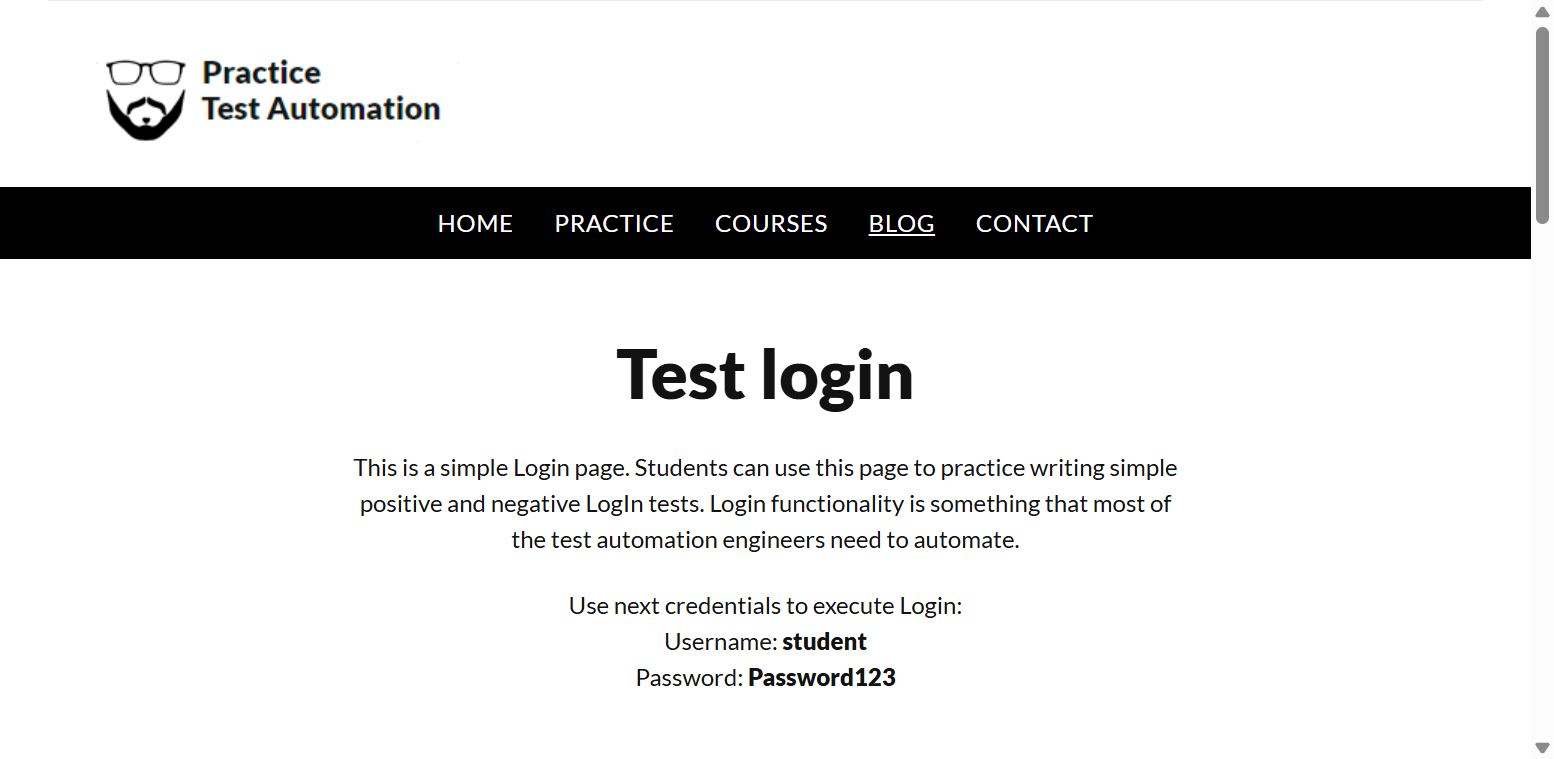 Practice
Test Automation
HOME PRACTICE COURSES BLOG CONTACT
Test login
This is a simple Login page. Students can use this page to practice writing simple
positive and negative LogIn tests. Login functionality is something that most of
the test automation engineers need to automate.
Use next credentials to execute Login:
Username: student
Password: Password123